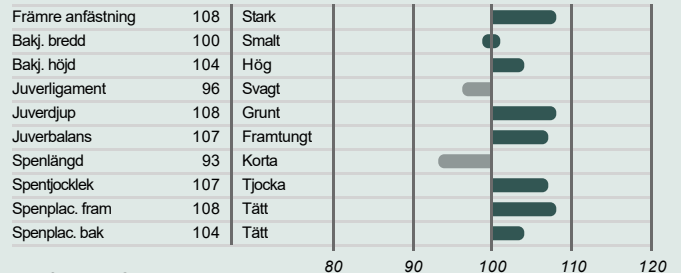 Främre anfästning 108 Stark
Bakj. bredd 100 Smalt
Bakj. höjd 104 Hög
Juverligament 96 Svagt
Juverdjup 108 Grunt
Juverbalans 107 Framtungt
Spenlängd 93 Korta
Spentjocklek 107 Tjocka
Spenplac. fram 108 Tätt
Spenplac. bak 104 Tätt
80 90 100 110 120